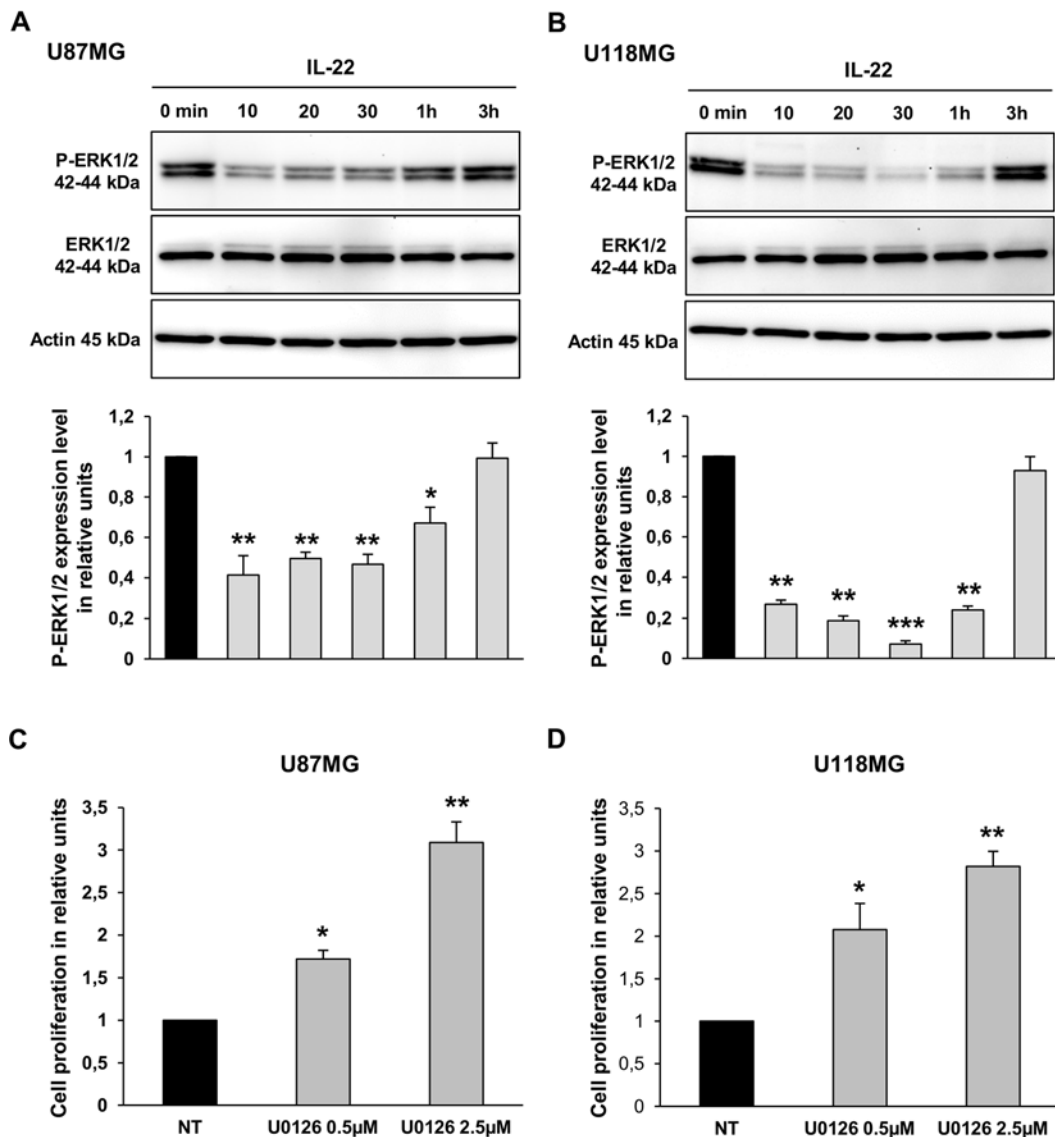 A
U87MG
IL-22
0 min 10 20 30 1h 3h
P-ERK1/2
42-44 kDa
ERK1/2
42-44 kDa
Actin 45 kDa
P-ERK1/2 expression level
in relative units
1,2
1
0,8
0,6
0,4
0,2
0
** ** ** *
B
U118MG
IL-22
0 min 10 20 30 1h 3h
P-ERK1/2
42-44 kDa
ERK1/2
42-44 kDa
Actin 45 kDa
P-ERK1/2 expression level
in relative units
1,2
1
0,8
0,6
0,4
0,2
0
** ** *** **
C
U87MG
Cell proliferation in relative units
3,5
3
2,5
2
1,5
1
0,5
0
* **
NT U0126 0.5μM U0126 2.5μM
D
U118MG
Cell proliferation in relative units
3,5
3
2,5
2
1,5
1
0,5
0
* **
NT U0126 0.5μM U0126 2.5μM